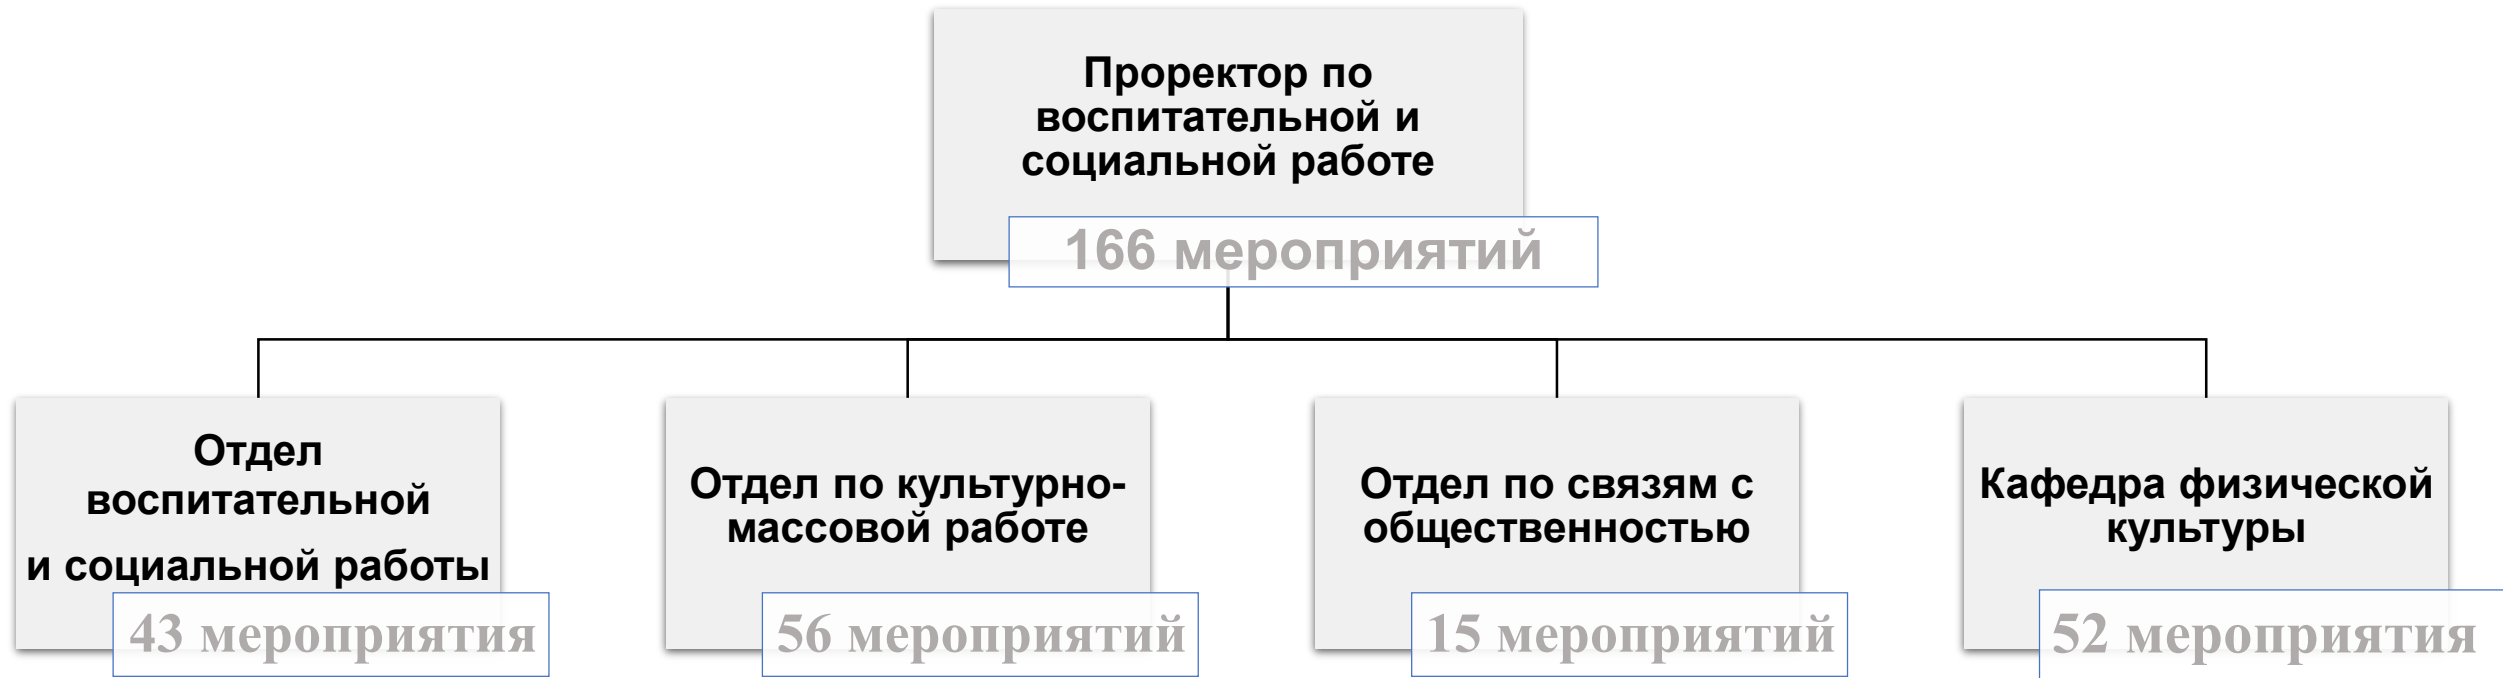 Проректор по
воспитательной и
социальной работе
166 мероприятий
Отдел
воспитательной
и социальной работы
43 мероприятия
Отдел по культурно-
массовой работе
56 мероприятий
Отдел по связям с
общественностью
15 мероприятий
Кафедра физической
культуры
52 мероприятия